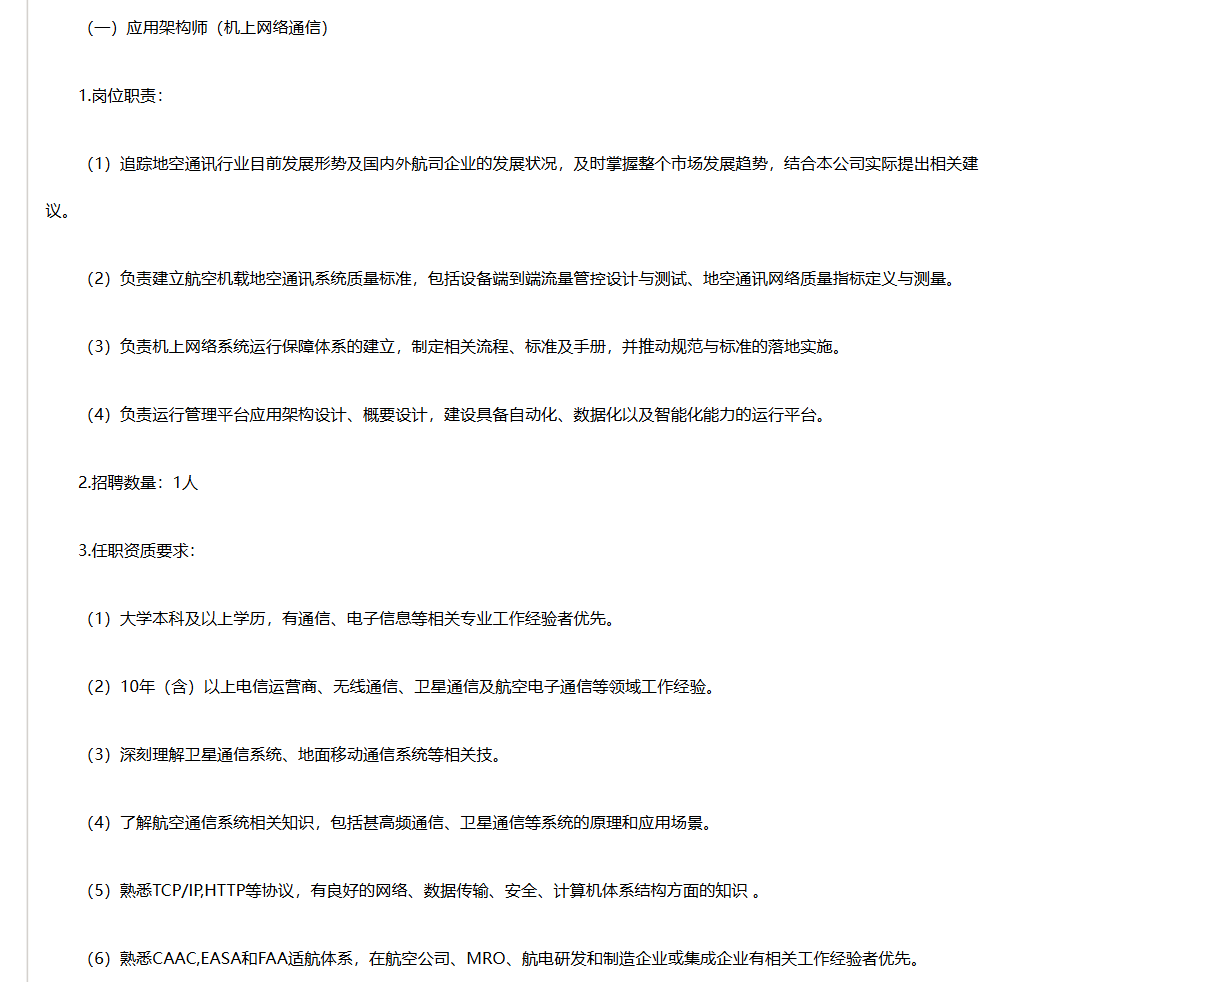 （一）应用架构师（机上网络通信）
1.岗位职责：
（1）追踪地空通讯行业目前发展形势及国内外航司企业的发展状况，及时掌握整个市场发展趋势，结合本公司实际提出相关建
议。
（2）负责建立航空机载地空通讯系统质量标准，包括设备端到端流量管控设计与测试、地空通讯网络质量指标定义与测量。
（3）负责机上网络系统运行保障体系的建立，制定相关流程、标准及手册，并推动规范与标准的落地实施。
（4）负责运行管理平台应用架构设计、概要设计，建设具备自动化、数据化以及智能化能力的运行平台。
2.招聘数量：1人
3.任职资质要求：
（1）大学本科及以上学历，有通信、电子信息等相关专业工作经验者优先。
（2）10年（含）以上电信运营商、无线通信、卫星通信及航空电子通信等领域工作经验。
（3）深刻理解卫星通信系统、地面移动通信系统等相关技。
（4）了解航空通信系统相关知识，包括甚高频通信、卫星通信等系统的原理和应用场景。
（5）熟悉TCP/IP,HTTP等协议，有良好的网络、数据传输、安全、计算机体系结构方面的知识 。
（6）熟悉CAAC,EASA和FAA适航体系，在航空公司、MRO、航电研发和制造企业或集成企业有相关工作经验者优先。